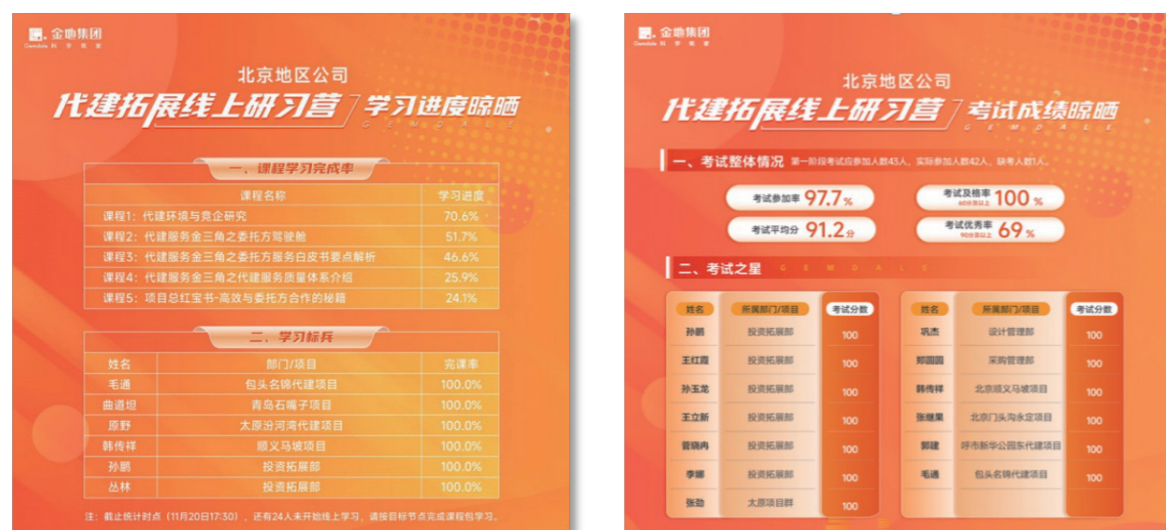 金地集团
Gemdale 科学筑家
北京地区公司
代建拓展线上研习营 学习进度晾晒
GEMDALE
一、课程学习完成率
课程名称 学习进度
课程1：代建环境与竞企研究 70.6%
课程2：代建服务金三角之委托方驾驶舱 51.7%
课程3：代建服务金三角之委托方服务白皮书要点解析 46.6%
课程4：代建服务金三角之代建服务质量体系介绍 25.9%
课程5：项目总红宝书-高效与委托方合作的秘籍 24.1%
二、学习标兵
姓名 部门/项目 完课率
毛通 包头名锦代建项目 100.0%
曲道坦 青岛石嘴子项目 100.0%
原野 太原汾河湾代建项目 100.0%
韩传祥 顺义马坡项目 100.0%
孙鹏 投资拓展部 100.0%
丛林 投资拓展部 100.0%
注：截止统计时点（11月20日17:30），还有24人未开始线上学习，请按目标节点完成课程包学习。
金地集团
Gemdale 科学筑家
北京地区公司
代建拓展线上研习营 考试成绩晾晒
GEMDALE
一、考试整体情况 第一阶段考试应参加人数43人，实际参加人数42人，缺考人数1人。
考试参加率 97.7%
考试及格率 60分及以上 100%
考试平均分 91.2分
考试优秀率 90分及以上 69%
二、考试之星 GEMDALE
姓名 所属部门/项目 考试分数
孙鹏 投资拓展部 100
王红霞 投资拓展部 100
孙玉龙 投资拓展部 100
王立新 投资拓展部 100
管晓冉 投资拓展部 100
李娜 投资拓展部 100
张劲 太原项目群 100
姓名 所属部门/项目 考试分数
巩杰 设计管理部 100
郑圆圆 采购管理部 100
韩传祥 北京顺义马坡项目 100
张继果 北京门头沟永定项目 100
郭建 呼市新华公园东代建项目 100
毛通 包头名锦代建项目 100